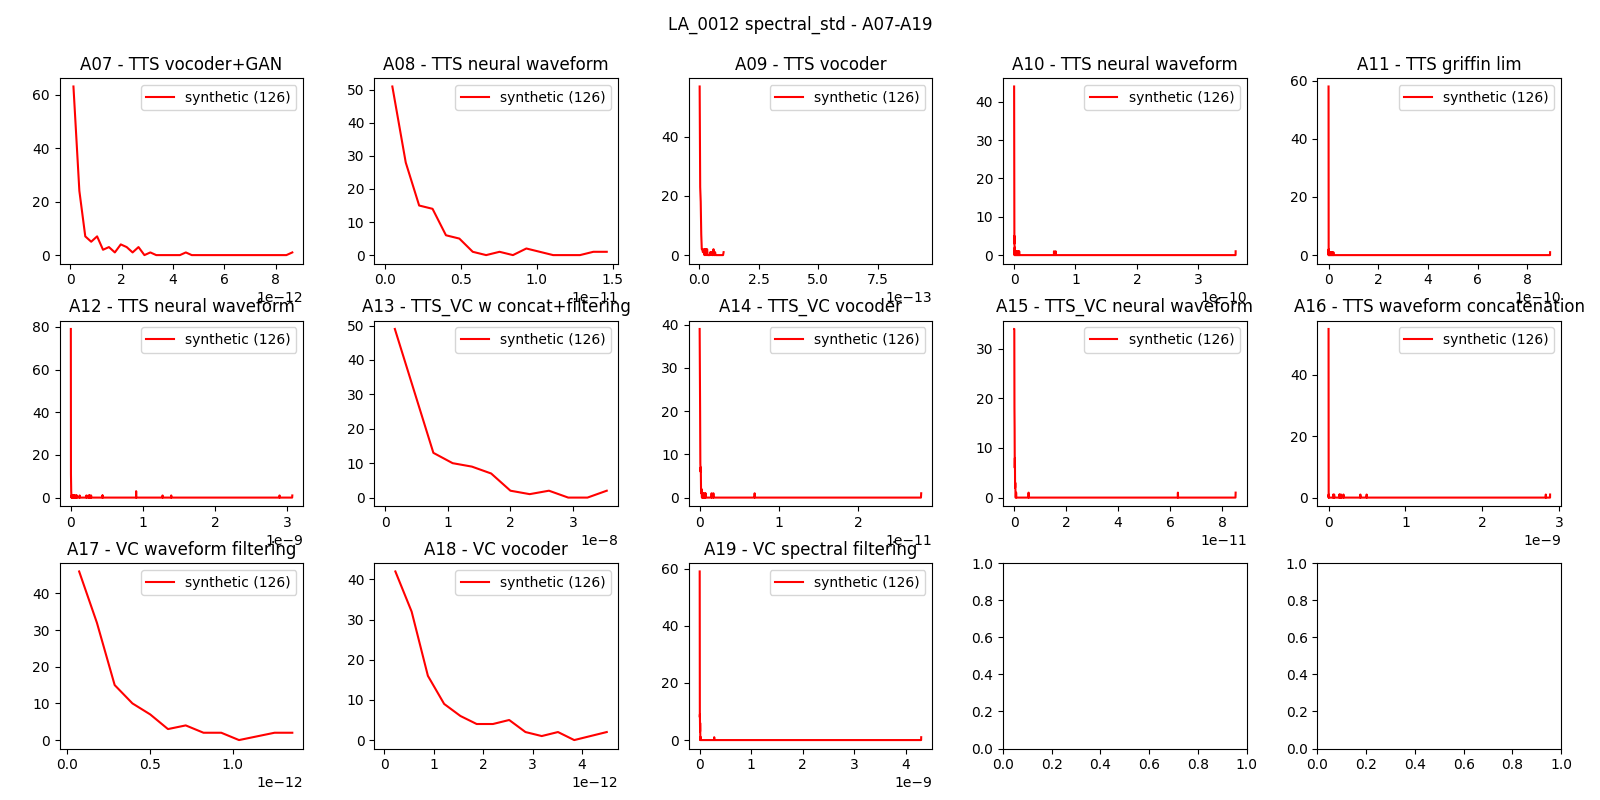 LA_0012 spectral_std - A07-A19
A07 - TTS vocoder+GAN
A08 - TTS neural waveform
A09 - TTS vocoder
A10 - TTS neural waveform
A11 - TTS griffin lim
synthetic (126)
synthetic (126)
synthetic (126)
synthetic (126)
synthetic (126)
60
40
20
0
50
40
30
20
10
0
40
20
0
40
30
20
10
0
60
40
20
0
0 2 4 6 8
1e−12
0.0 0.5 1.0 1.5
1e−11
0.0 2.5 5.0 7.5
1e−13
0 1 2 3
1e−10
0 2 4 6 8
1e−10
A12 - TTS neural waveform
A13 - TTS_VC w concat+filtering
A14 - TTS_VC vocoder
A15 - TTS_VC neural waveform
A16 - TTS waveform concatenation
synthetic (126)
synthetic (126)
synthetic (126)
synthetic (126)
synthetic (126)
80
60
40
20
0
50
40
30
20
10
0
40
30
20
10
0
30
20
10
0
40
20
0
0 1 2 3
1e−9
0 1 2 3
1e−8
0 1 2
1e−11
0 2 4 6 8
1e−11
0 1 2 3
1e−9
A17 - VC waveform filtering
A18 - VC vocoder
A19 - VC spectral filtering
synthetic (126)
synthetic (126)
synthetic (126)
40
30
20
10
0
40
30
20
10
0
60
40
20
0
1.0
0.8
0.6
0.4
0.2
0.0
1.0
0.8
0.6
0.4
0.2
0.0
0.0 0.5 1.0
1e−12
0 1 2 3 4
1e−12
0 1 2 3 4
1e−9
0.0 0.2 0.4 0.6 0.8 1.0
0.0 0.2 0.4 0.6 0.8 1.0